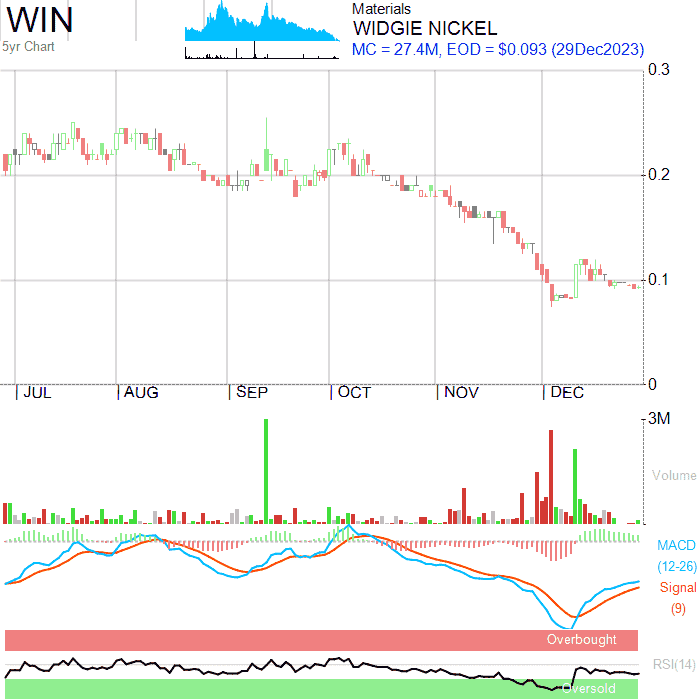 WIN
5yr Chart
Materials
WIDGIE NICKEL
MC = 27.4M, EOD = $0.093 (29Dec2023)
0.3
0.2
0.1
0
JUL AUG SEP OCT NOV DEC
3M
Volume
MACD
(12-26)
Signal
(9)
Overbought
RSI(14)
Oversold